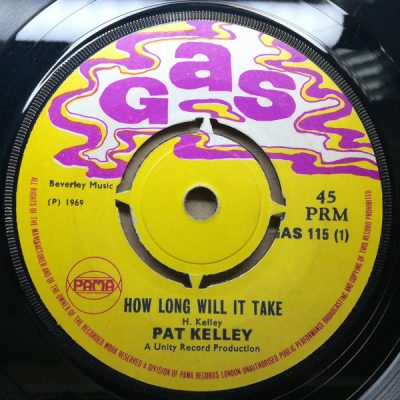 Gas
Beverley Music
(P) 1969
45
PRM
AS 115 (1)
PAMA
HOW LONG WILL IT TAKE
H. Kelley
PAT KELLEY
A Unity Record Production
ALL RIGHTS OF THE MANUFACTURER AND OF THE OWNER OF THE RECORDED WORK RESERVED-A DIVISION OF PAMA RECORDS LONDON UNAUTHORISED PUBLIC PERFORMANCE BROADCASTING AND COPYING OF THIS RECORD PROHIBITED.